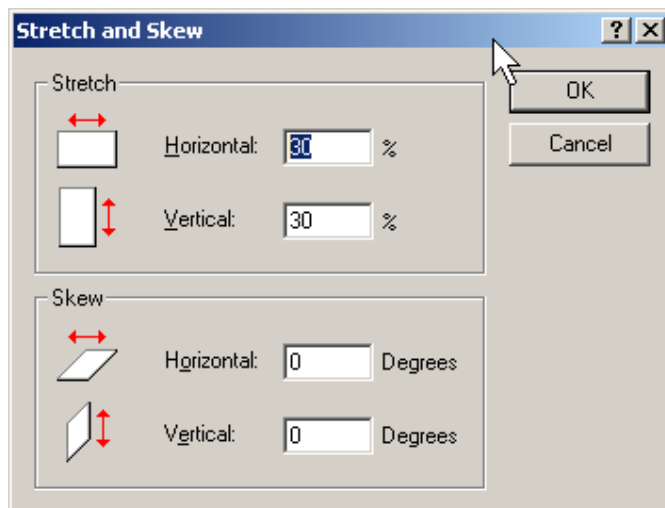 Stretch and Skew
Stretch
Horizontal: 30 %
Vertical: 30 %
Skew
Horizontal: 0 Degrees
Vertical: 0 Degrees
OK
Cancel